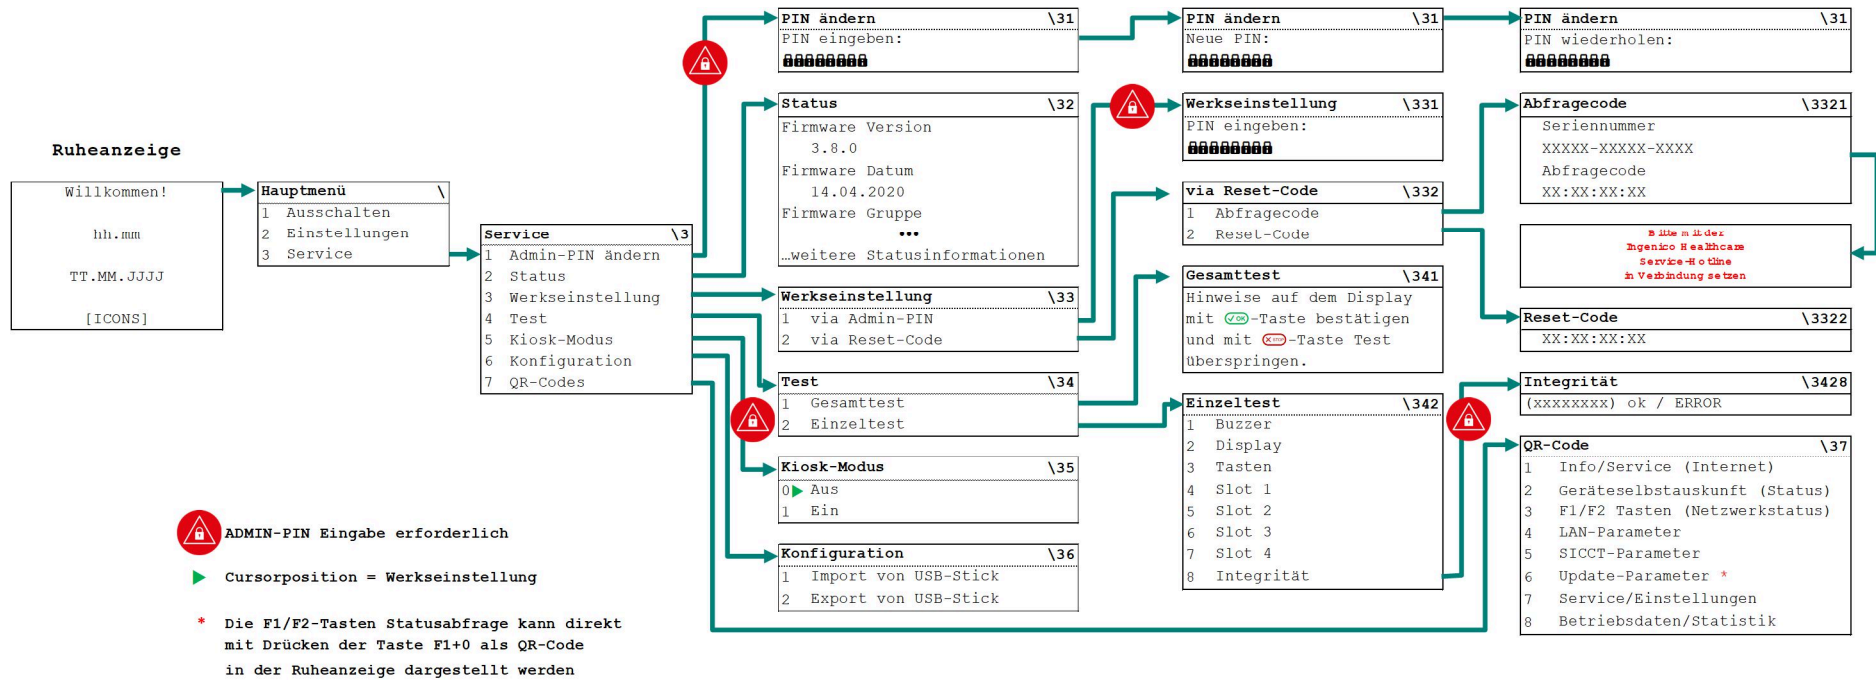 Ruheanzeige
Willkommen!
hh.mm
TT.MM.JJJJ
[ICONS]
Hauptmenü \
1 Ausschalten
2 Einstellungen
3 Service
Service \3
1 Admin-PIN ändern
2 Status
3 Werkseinstellung
4 Test
5 Kiosk-Modus
6 Konfiguration
7 QR-Codes
PIN ändern \31
PIN eingeben:
Status \32
Firmware Version
3.8.0
Firmware Datum
14.04.2020
Firmware Gruppe
•••
…weitere Statusinformationen
Werkseinstellung \33
1 via Admin-PIN
2 via Reset-Code
Test \34
1 Gesamttest
2 Einzeltest
Kiosk-Modus \35
0 Aus
1 Ein
Konfiguration \36
1 Import von USB-Stick
2 Export von USB-Stick
PIN ändern \31
Neue PIN:
Werkseinstellung \331
PIN eingeben:
via Reset-Code \332
1 Abfragecode
2 Reset-Code
Gesamttest \341
Hinweise auf dem Display
mit OK-Taste bestätigen
und mit STOP-Taste Test
überspringen.
Einzeltest \342
1 Buzzer
2 Display
3 Tasten
4 Slot 1
5 Slot 2
6 Slot 3
7 Slot 4
8 Integrität
PIN ändern \31
PIN wiederholen:
Abfragecode \3321
Seriennummer
XXXXX-XXXXX-XXXX
Abfragecode
XX:XX:XX:XX
Bitte mit der
Ingenico Healthcare
Service-Hotline
in Verbindung setzen
Reset-Code \3322
XX:XX:XX:XX
Integrität \3428
(xxxxxxxx) ok / ERROR
QR-Code \37
1 Info/Service (Internet)
2 Geräteselbstauskunft (Status)
3 F1/F2 Tasten (Netzwerkstatus)
4 LAN-Parameter
5 SICCT-Parameter
6 Update-Parameter *
7 Service/Einstellungen
8 Betriebsdaten/Statistik
ADMIN-PIN Eingabe erforderlich
Cursorposition = Werkseinstellung
* Die F1/F2-Tasten Statusabfrage kann direkt
mit Drücken der Taste F1+0 als QR-Code
in der Ruheanzeige dargestellt werden